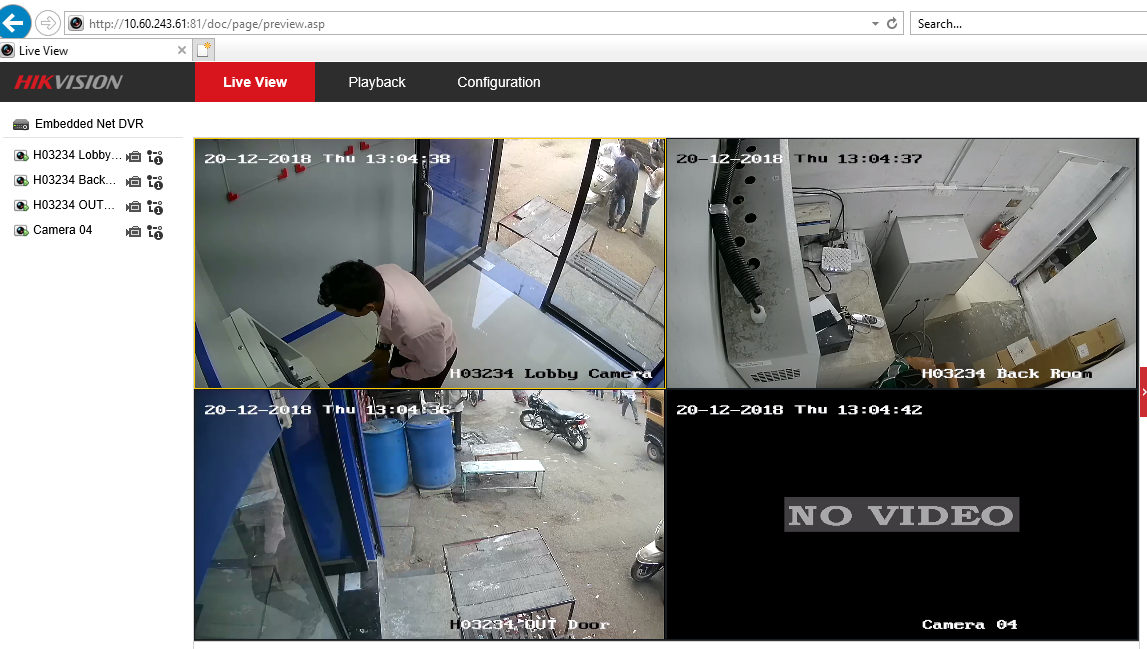 http://10.60.243.61:81/doc/page/preview.asp
Search...
Live View
HIKVISION
Live View Playback Configuration
Embedded Net DVR
H03234 Lobby...
H03234 Back...
H03234 OUT...
Camera 04
20-12-2018 Thu 13:04:38
H03234 Lobby Camera
20-12-2018 Thu 13:04:37
H03234 Back Room
20-12-2018 Thu 13:04:36
H03234 OUT Door
20-12-2018 Thu 13:04:42
NO VIDEO
Camera 04